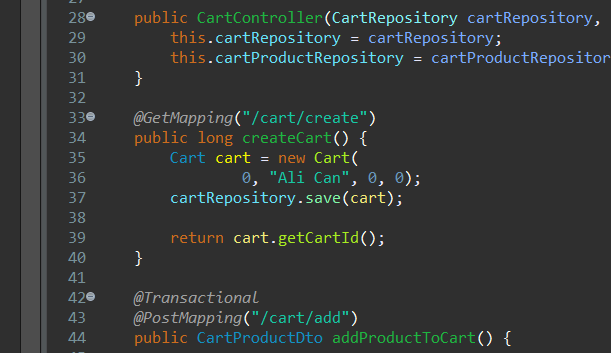 28 public CartController(CartRepository cartRepository,
29 this.cartRepository = cartRepository;
30 this.cartProductRepository = cartProductRepositor
31 }
32
33 @GetMapping("/cart/create")
34 public long createCart() {
35 Cart cart = new Cart(
36 0, "Ali Can", 0, 0);
37 cartRepository.save(cart);
38
39 return cart.getCartId();
40 }
41
42 @Transactional
43 @PostMapping("/cart/add")
44 public CartProductDto addProductToCart() {